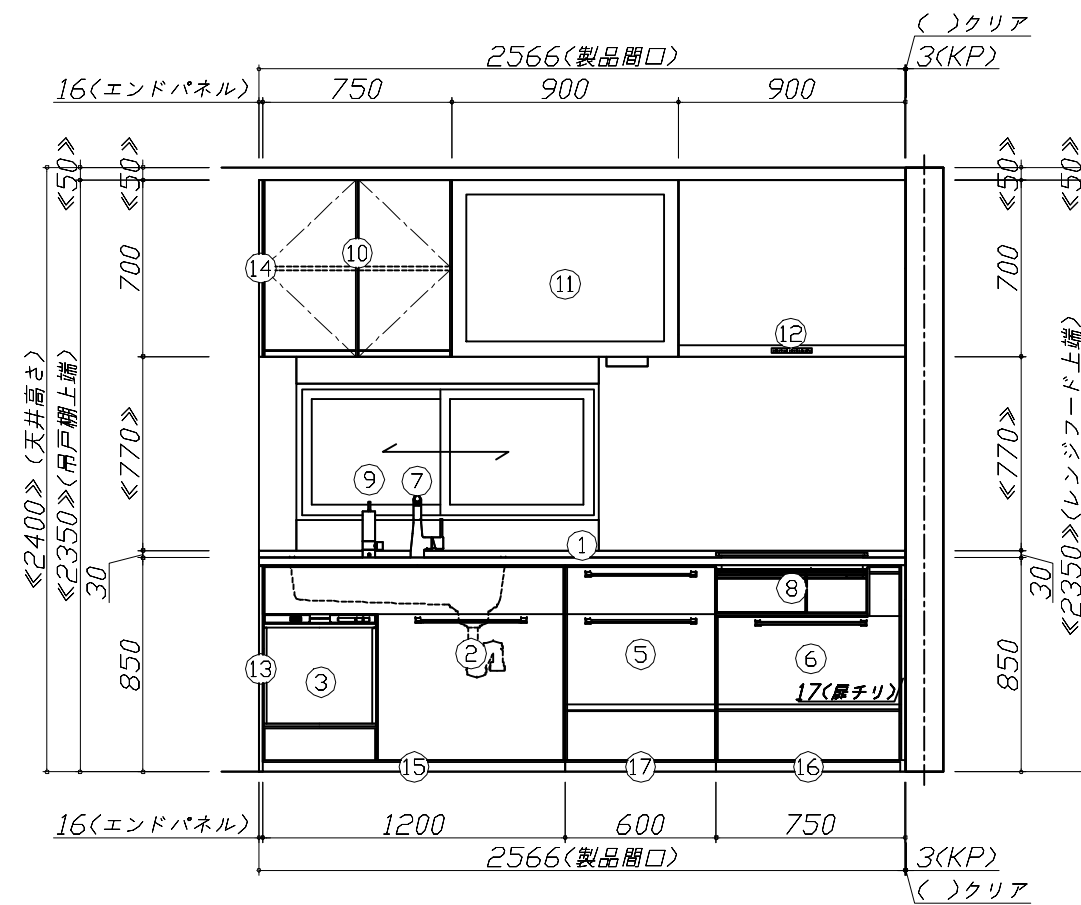 ( )クリア
2566(製品間口)
3(KP)
16(エンドパネル)
750
900
900
≪50≫
≪50≫
≪50≫
≪50≫
700
700
⑭
⑩
⑪
⑫
≪2400≫(天井高さ)
≪2350≫(吊戸棚上端)
≪770≫
≪770≫
≪2350≫(レンジフード上端)
⑨
⑦
①
30
30
⑧
850
850
⑬
③
②
⑤
⑥
17(扉チリ)
⑮
⑰
⑯
16(エンドパネル)
1200
600
750
2566(製品間口)
3(KP)
( )クリア